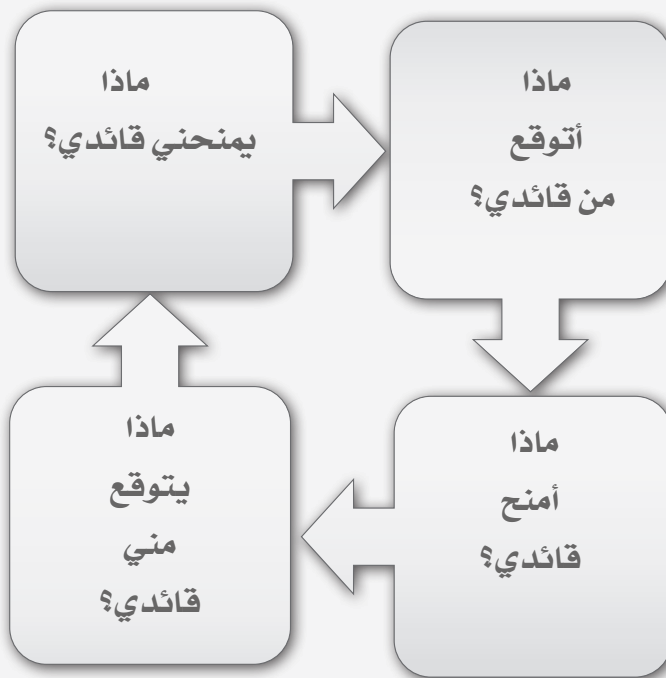 ماذا
أتوقع
من قائدي؟
ماذا
أمنح
قائدي؟
ماذا
يتوقع
مني
قائدي؟
ماذا
يمنحني قائدي؟